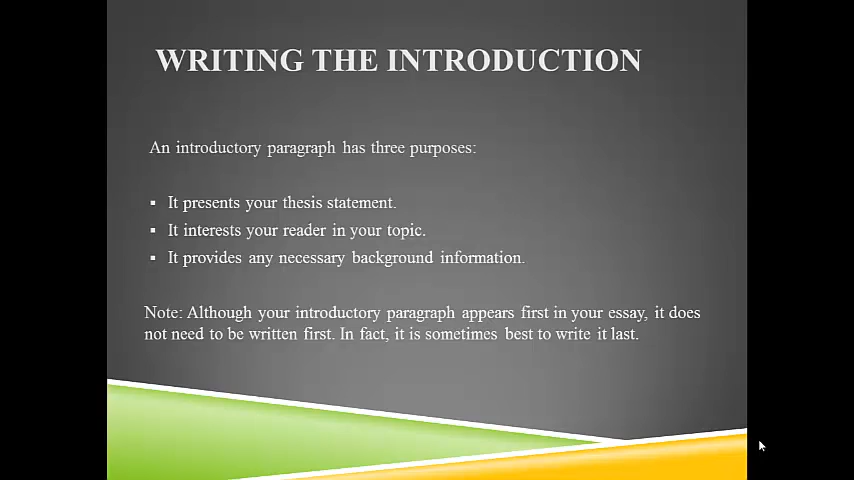 WRITING THE INTRODUCTION
An introductory paragraph has three purposes:
▪ It presents your thesis statement.
▪ It interests your reader in your topic.
▪ It provides any necessary background information.
Note: Although your introductory paragraph appears first in your essay, it does
not need to be written first. In fact, it is sometimes best to write it last.